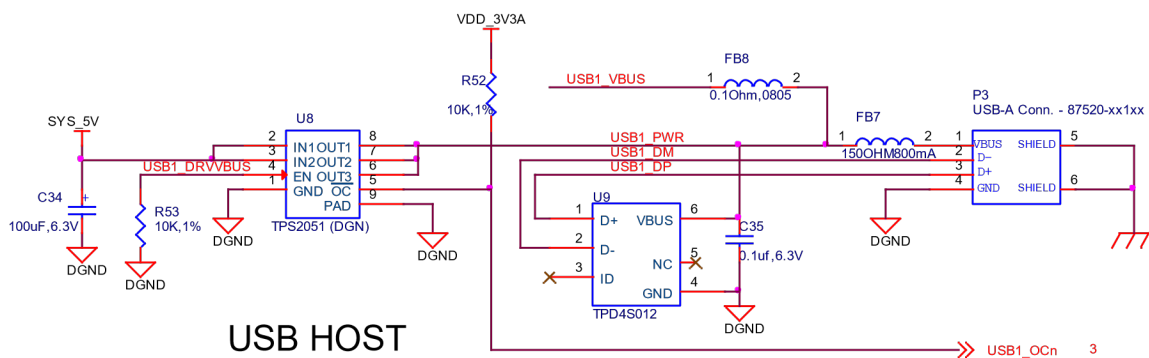 VDD_3V3A
FB8
R52
1
2
USB1_VBUS
10K,1%
0.1Ohm,0805
P3
USB-A Conn. - 87520-xx1xx
SYS_5V
U8
FB7
2
IN1
OUT1
8
USB1_PWR
1
2
1
VBUS
SHIELD
5
3
IN2
OUT2
7
USB1_DM
150OHM800mA
2
D-
USB1_DRVVBUS
4
EN
OUT3
6
USB1_DP
3
D+
1
GND
OC
5
U9
4
GND
SHIELD
6
C34
+
R53
PAD
9
100uF,6.3V
10K,1%
TPS2051 (DGN)
1
D+
VBUS
6
C35
2
D-
0.1uf,6.3V
DGND
DGND
DGND
DGND
DGND
3
ID
NC
5
GND
4
TPD4S012
DGND
USB HOST
USB1_OCn
3